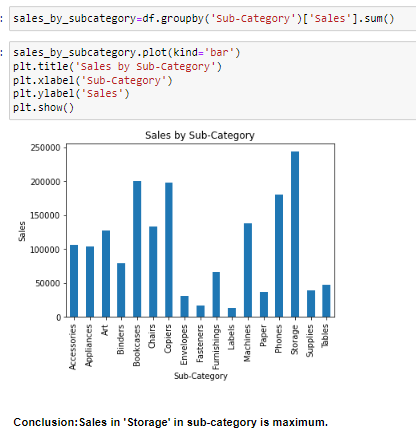 : sales_by_subcategory=df.groupby('Sub-Category')['Sales'].sum()
: sales_by_subcategory.plot(kind='bar')
plt.title('Sales by Sub-Category')
plt.xlabel('Sub-Category')
plt.ylabel('Sales')
plt.show()
Sales by Sub-Category
250000
200000
150000
100000
50000
0
Sales
Accessories
Appliances
Art
Binders
Bookcases
Chairs
Copiers
Envelopes
Fasteners
Furnishings
Labels
Machines
Paper
Phones
Storage
Supplies
Tables
Sub-Category
Conclusion:Sales in 'Storage' in sub-category is maximum.